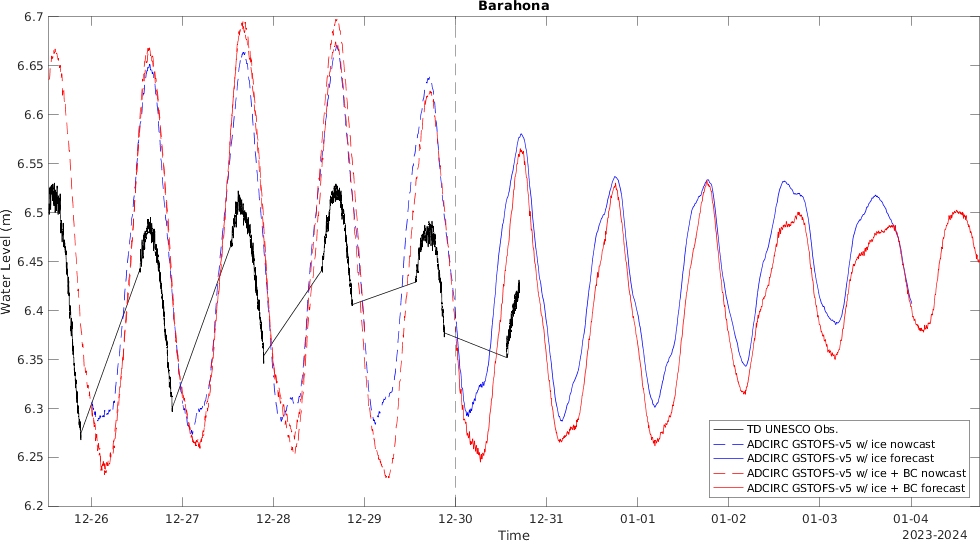 Barahona
6.7
6.65
6.6
6.55
6.5
6.45
6.4
6.35
6.3
6.25
6.2
Water Level (m)
TD UNESCO Obs.
ADCIRC GSTOFS-v5 w/ ice nowcast
ADCIRC GSTOFS-v5 w/ ice forecast
ADCIRC GSTOFS-v5 w/ ice + BC nowcast
ADCIRC GSTOFS-v5 w/ ice + BC forecast
12-26 12-27 12-28 12-29 12-30 12-31 01-01 01-02 01-03 01-04
Time
2023-2024